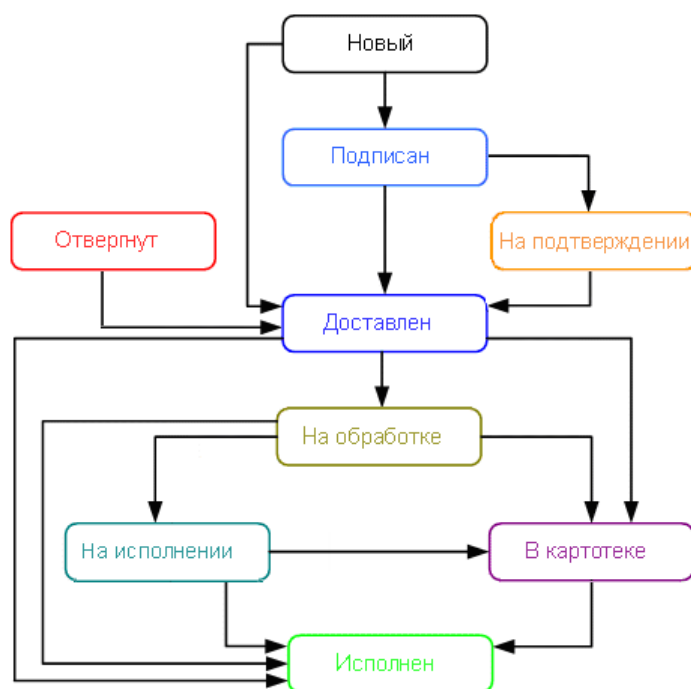 Новый
Подписан
Отвергнут
На подтверждении
Доставлен
На обработке
На исполнении
В картотеке
Исполнен